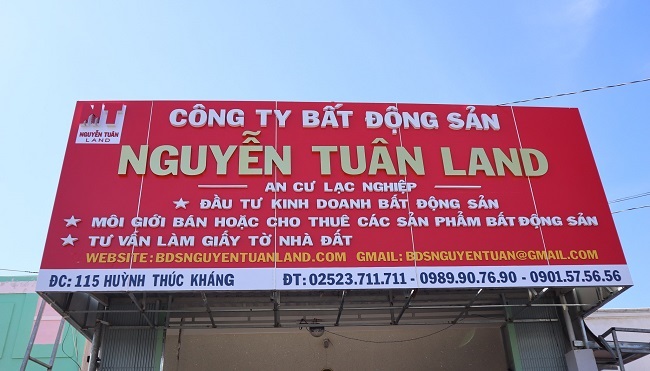 NGUYỄN TUÂN
LAND
CÔNG TY BẤT ĐỘNG SẢN
NGUYỄN TUÂN LAND
AN CƯ LẠC NGHIỆP
★ ĐẦU TƯ KINH DOANH BẤT ĐỘNG SẢN
★ MÔI GIỚI BÁN HOẶC CHO THUÊ CÁC SẢN PHẨM BẤT ĐỘNG SẢN
★ TƯ VẤN LÀM GIẤY TỜ NHÀ ĐẤT
WEBSITE: BDSNGUYENTUANLAND.COM GMAIL: BDSNGUYENTUAN@GMAIL.COM
ĐC: 115 HUỲNH THÚC KHÁNG ĐT: 02523.711.711 - 0989.90.76.90 - 0901.57.56.56